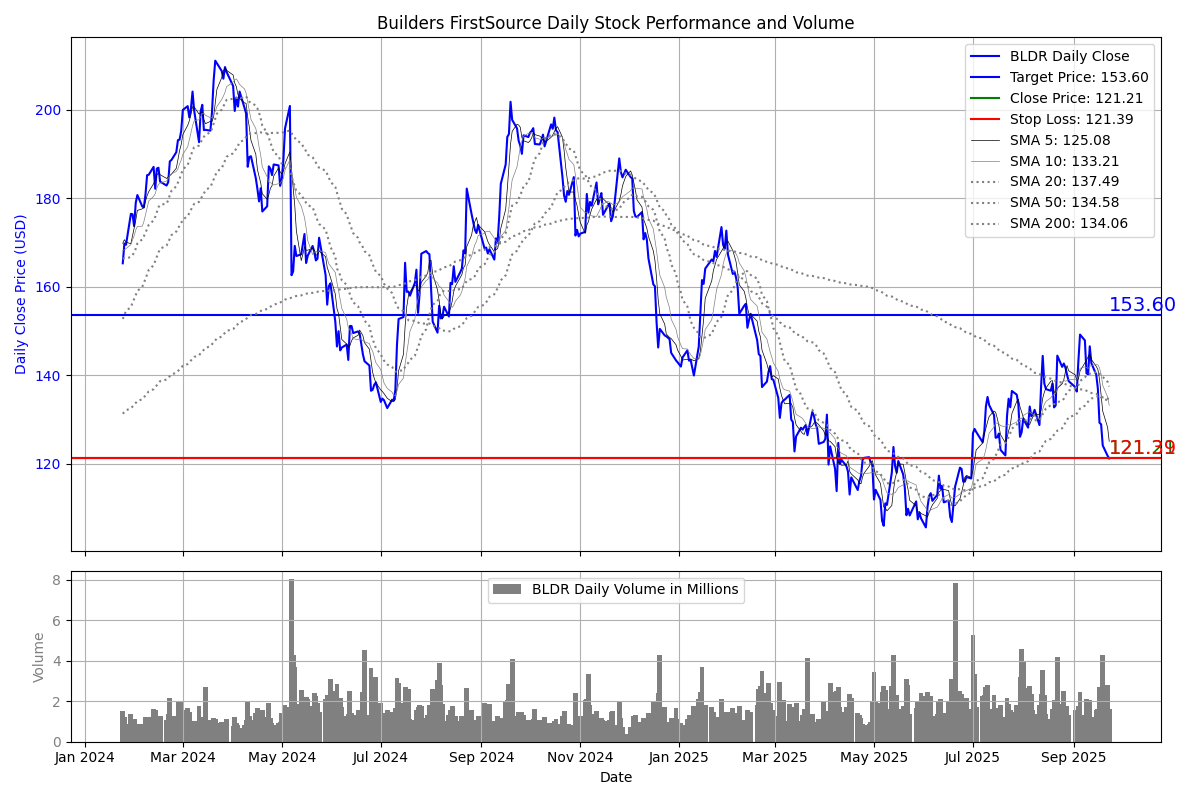 Builders FirstSource Daily Stock Performance and Volume
BLDR Daily Close
Target Price: 153.60
Close Price: 121.21
Stop Loss: 121.39
SMA 5: 125.08
SMA 10: 133.21
SMA 20: 137.49
SMA 50: 134.58
SMA 200: 134.06
Daily Close Price (USD)
200
180
160
140
120
153.60
BLDR Daily Volume in Millions
Volume
8
6
4
2
0
Jan 2024
Mar 2024
May 2024
Jul 2024
Sep 2024
Nov 2024
Jan 2025
Mar 2025
May 2025
Jul 2025
Sep 2025
Date